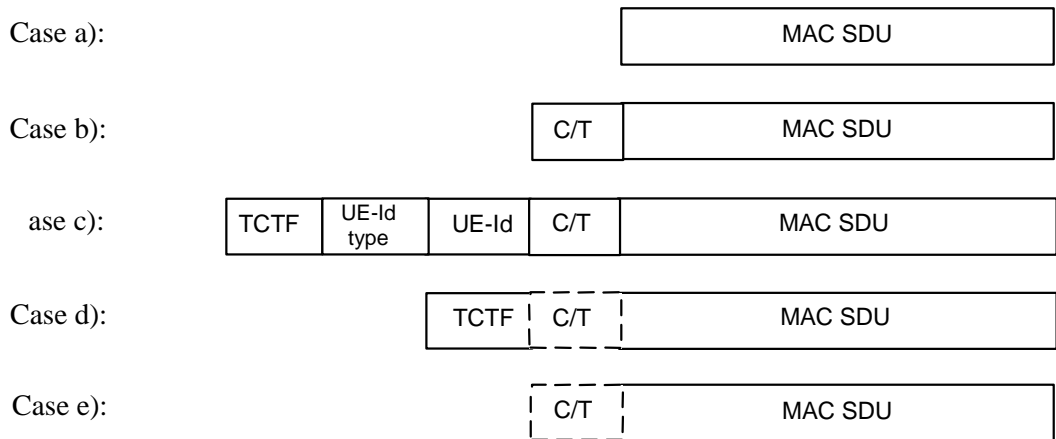 Case a): MAC SDU
Case b): C/T MAC SDU
ase c): TCTF UE-Id type UE-Id C/T MAC SDU
Case d): TCTF C/T MAC SDU
Case e): C/T MAC SDU